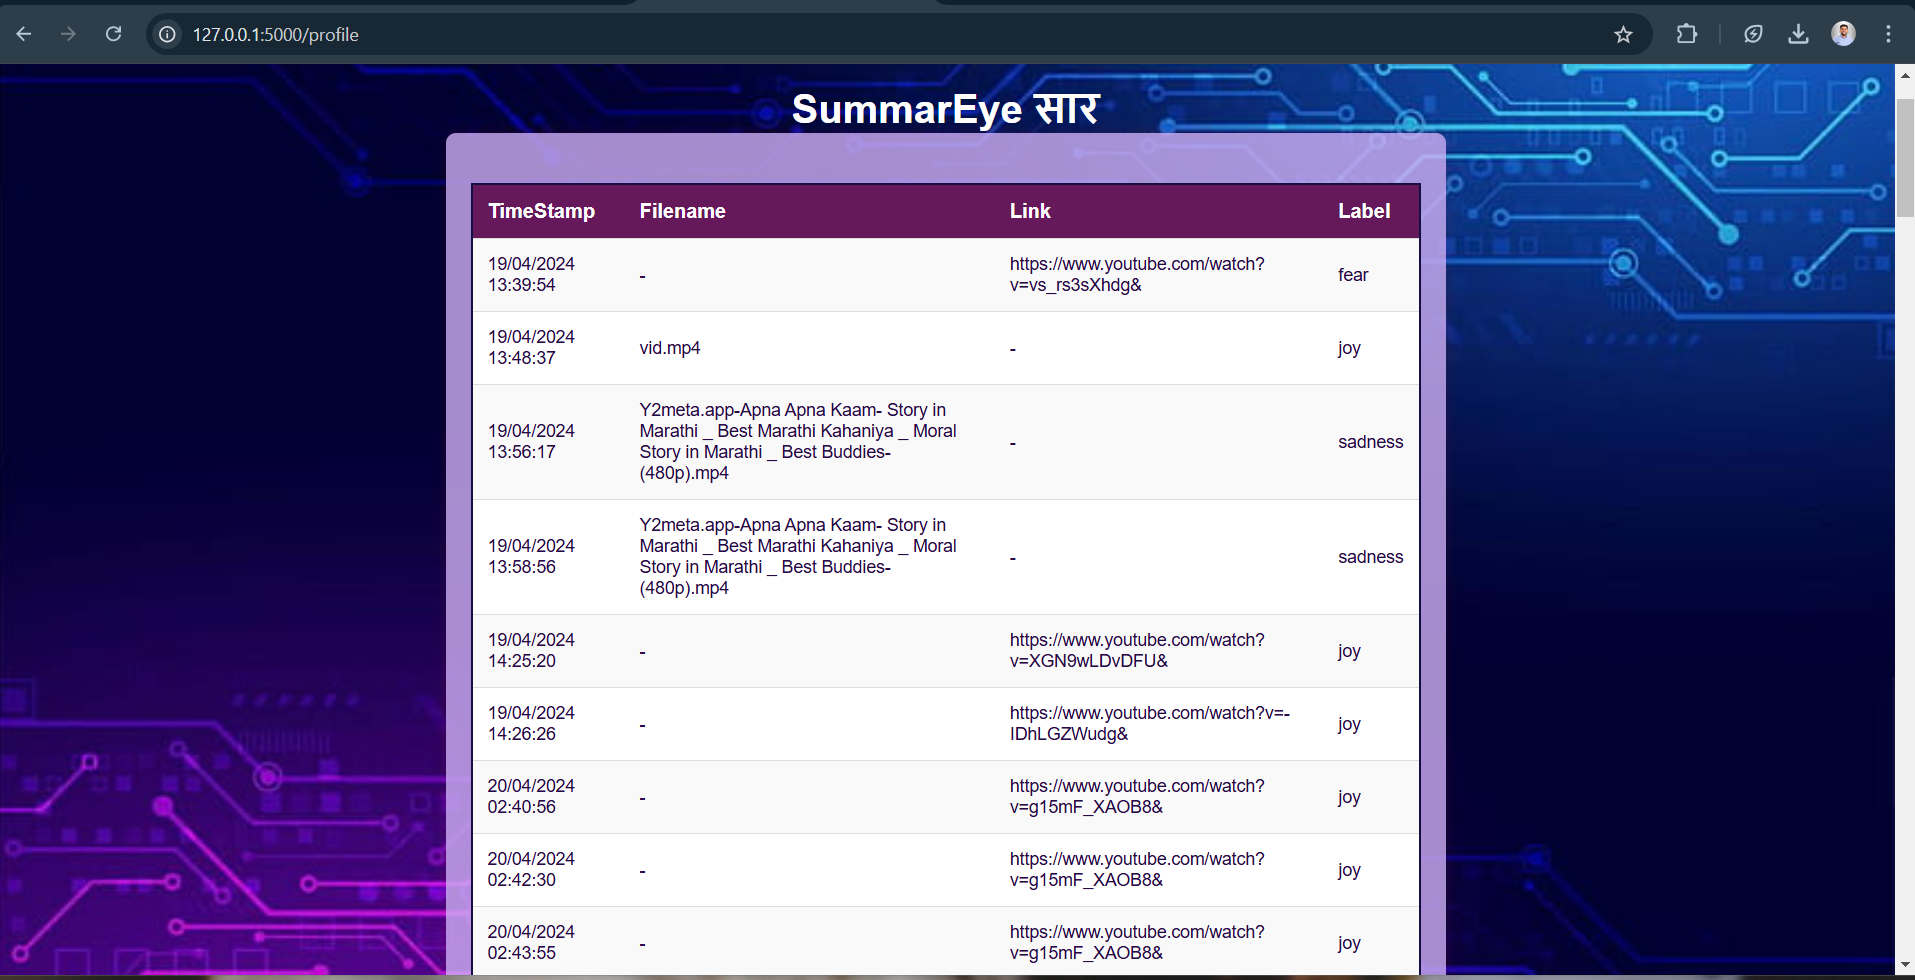 127.0.0.1:5000/profile
SummarEye सार
TimeStamp Filename Link Label
19/04/2024
13:39:54
-
https://www.youtube.com/watch?
v=vs_rs3sXhdg&
fear
19/04/2024
13:48:37
vid.mp4
-
joy
19/04/2024
13:56:17
Y2meta.app-Apna Apna Kaam- Story in
Marathi _ Best Marathi Kahaniya _ Moral
Story in Marathi _ Best Buddies-
(480p).mp4
-
sadness
19/04/2024
13:58:56
Y2meta.app-Apna Apna Kaam- Story in
Marathi _ Best Marathi Kahaniya _ Moral
Story in Marathi _ Best Buddies-
(480p).mp4
-
sadness
19/04/2024
14:25:20
-
https://www.youtube.com/watch?
v=XGN9wLDvDFU&
joy
19/04/2024
14:26:26
-
https://www.youtube.com/watch?v=-
IDhLGZWudg&
joy
20/04/2024
02:40:56
-
https://www.youtube.com/watch?
v=g15mF_XAOB8&
joy
20/04/2024
02:42:30
-
https://www.youtube.com/watch?
v=g15mF_XAOB8&
joy
20/04/2024
02:43:55
-
https://www.youtube.com/watch?
v=g15mF_XAOB8&
joy